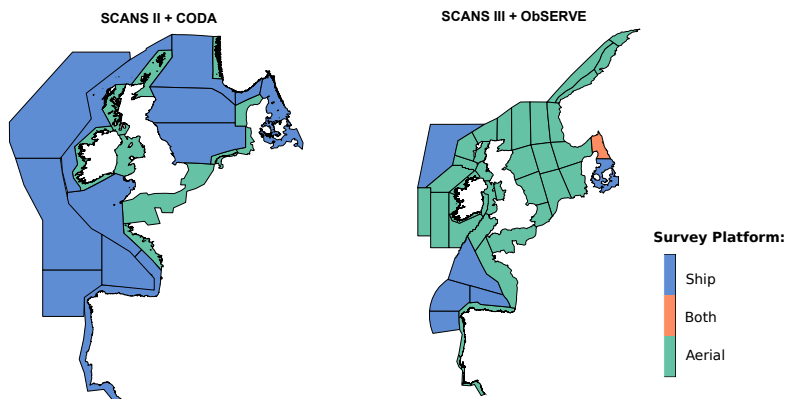 SCANS II + CODA
SCANS III + ObSERVE
Survey Platform:
Ship
Both
Aerial